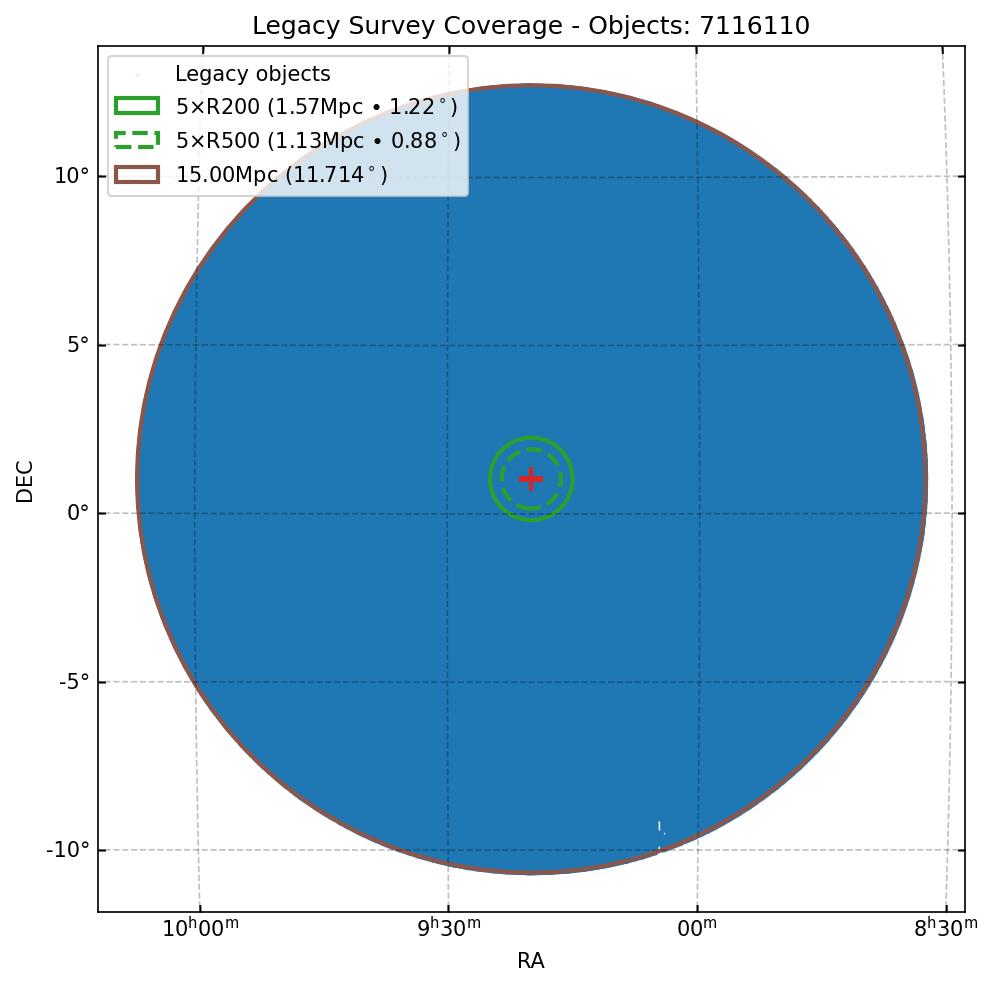 Legacy Survey Coverage - Objects: 7116110
Legacy objects
5×R200 (1.57Mpc • 1.22°)
5×R500 (1.13Mpc • 0.88°)
15.00Mpc (11.714°)
10°
5°
0°
-5°
-10°
DEC
10ʰ00ᵐ
9ʰ30ᵐ
00ᵐ
8ʰ30ᵐ
RA